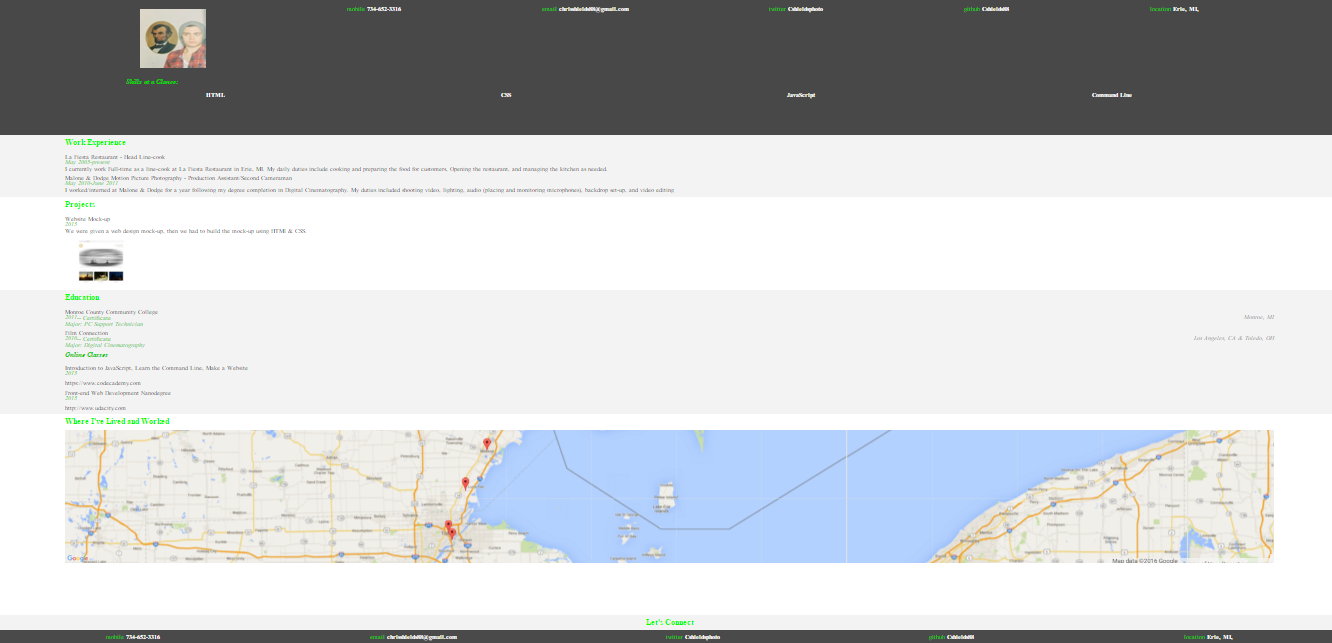 mobile 734-652-3316 email chrishields88@gmail.com twitter Cshieldsphoto github Cshields88 location Erie, MI,
Skills at a Glance:
HTML CSS JavaScript Command Line
Work Experience
La Fiesta Restaurant - Head Line-cook
May 2005-present
I currently work Full-time as a line-cook at La Fiesta Restaurant in Erie, MI. My daily duties include cooking and preparing the food for customers, Opening the restaurant, and managing the kitchen as needed.
Malone & Dodge Motion Picture Photography - Production Assistant/Second Cameraman
May 2010-June 2011
I worked/interned at Malone & Dodge for a year following my degree completion in Digital Cinematography. My duties included shooting video, lighting, audio (placing and monitoring microphones), backdrop set-up, and video editing
Projects
Website Mock-up
2015
We were given a web design mock-up, then we had to build the mock-up using HTMl & CSS.
Education
Monroe County Community College
-- Certificate
Monroe, MI
Major: PC Support Technician
Film Connection
2010-- Certificate
Los Angeles, CA & Toledo, OH
Major: Digital Cinematography
Online Classes
Introduction to JavaScript, Learn the Command Line, Make a Website
2015
https://www.codecademy.com
Front-end Web Development Nanodegree
2015
http://www.udacity.com
Where I've Lived and Worked
Google
Map data ©2016 Google
Let's Connect
mobile 734-652-3316 email chrishields88@gmail.com twitter Cshieldsphoto github Cshields88 location Erie, MI,